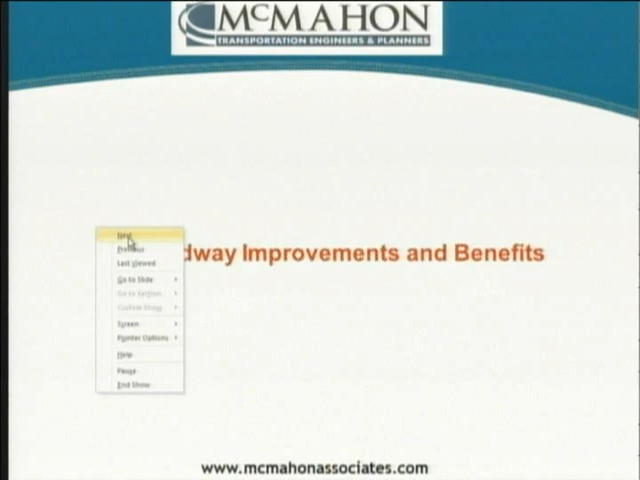 McMAHON
TRANSPORTATION ENGINEERS & PLANNERS
dway Improvements and Benefits
Next
Previous
Last Viewed
Go to Slide
Go to Section
Custom Show
Screen
Pointer Options
Help
Pause
End Show
www.mcmahonassociates.com